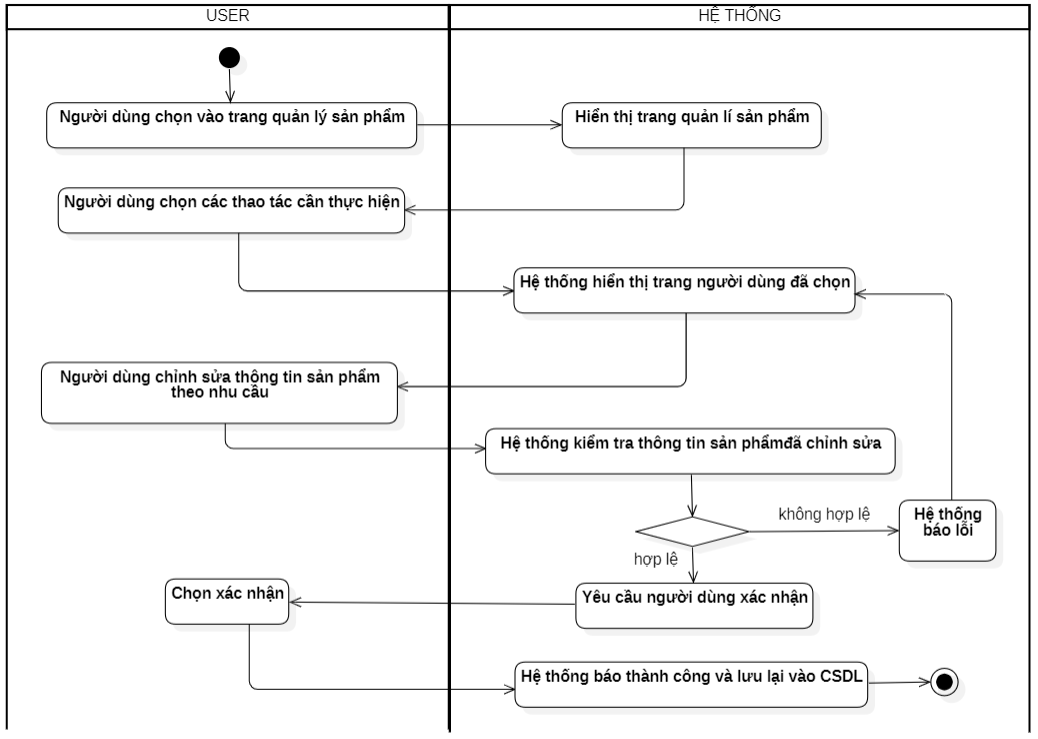 USER
HỆ THỐNG
Người dùng chọn vào trang quản lý sản phẩm
Hiển thị trang quản lí sản phẩm
Người dùng chọn các thao tác cần thực hiện
Hệ thống hiển thị trang người dùng đã chọn
Người dùng chỉnh sửa thông tin sản phẩm
theo nhu cầu
Hệ thống kiểm tra thông tin sản phẩmđã chỉnh sửa
không hợp lệ
Hệ thống
báo lỗi
hợp lệ
Chọn xác nhận
Yêu cầu người dùng xác nhận
Hệ thống báo thành công và lưu lại vào CSDL